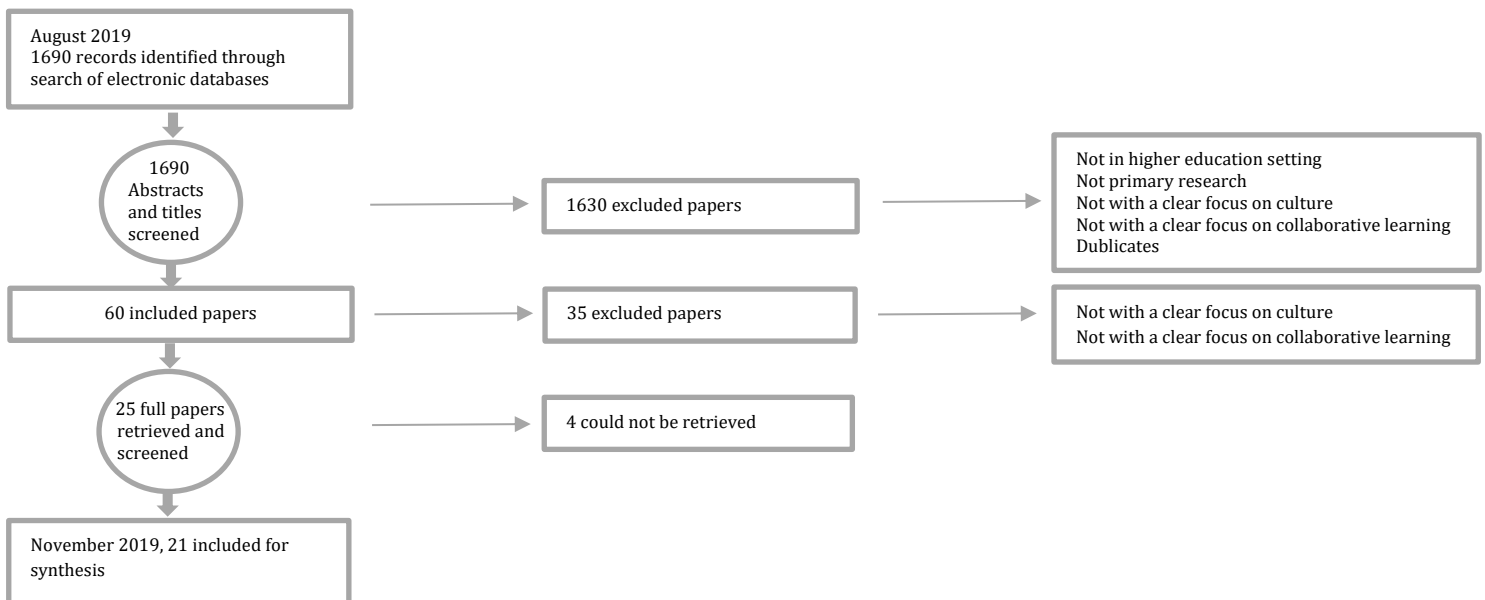 August 2019
1690 records identified through
search of electronic databases
1690
Abstracts
and titles
screened
1630 excluded papers
Not in higher education setting
Not primary research
Not with a clear focus on culture
Not with a clear focus on collaborative learning
Dublicates
60 included papers
35 excluded papers
Not with a clear focus on culture
Not with a clear focus on collaborative learning
25 full papers
retrieved and
screened
4 could not be retrieved
November 2019, 21 included for
synthesis